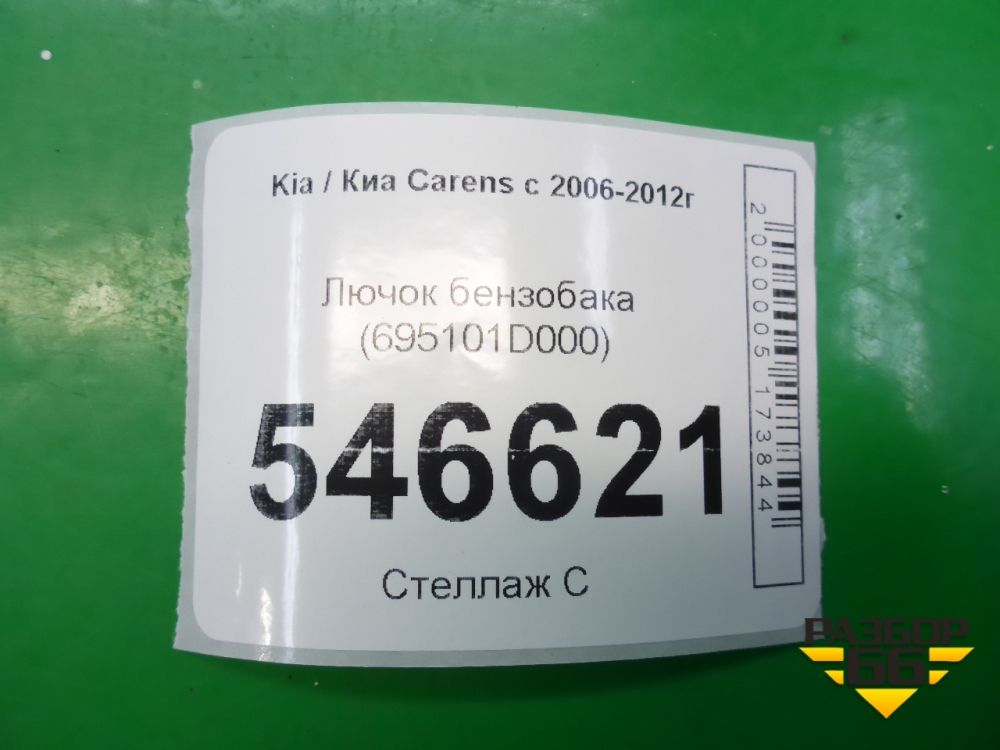 Kia / Киа Carens с 2006-2012г
Лючок бензобака
(695101D000)
546621
Стеллаж С
2000005173844
РАЗБОР
66